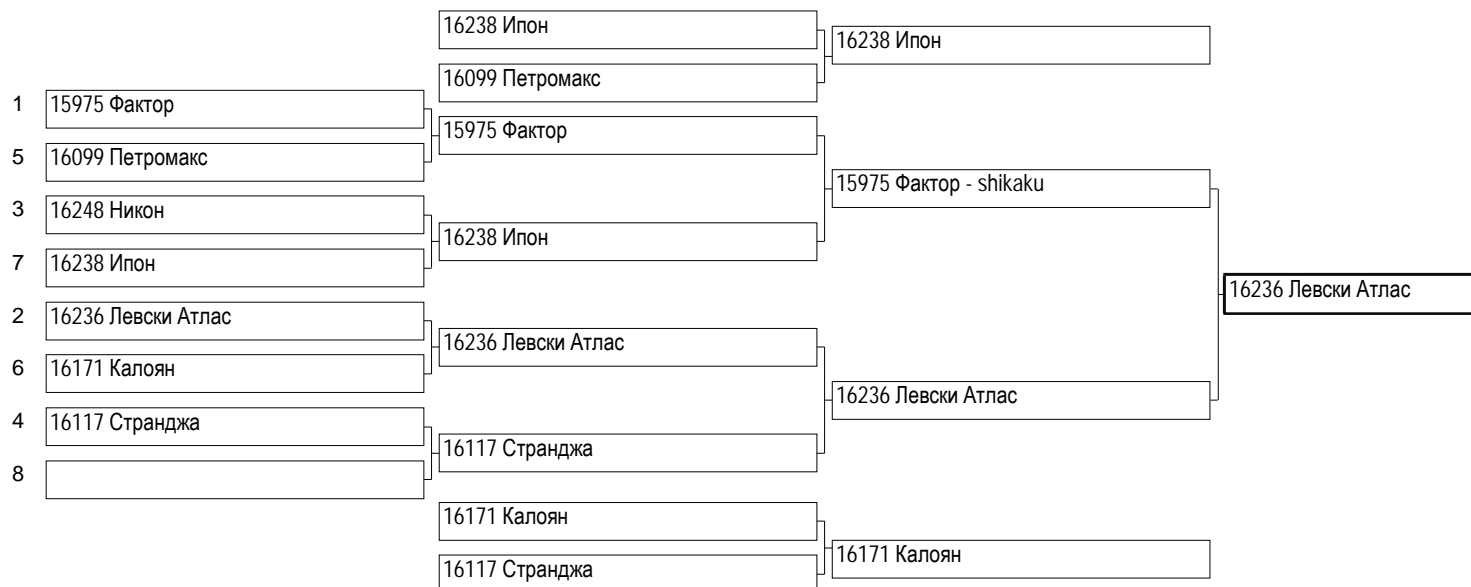 16238 Ипон
16238 Ипон
16099 Петромакс
1 15975 Фактор
15975 Фактор
5 16099 Петромакс
15975 Фактор - shikaku
3 16248 Никон
16238 Ипон
7 16238 Ипон
16236 Левски Атлас
2 16236 Левски Атлас
16236 Левски Атлас
6 16171 Калоян
16236 Левски Атлас
4 16117 Странджа
16117 Странджа
8
16171 Калоян
16171 Калоян
16117 Странджа